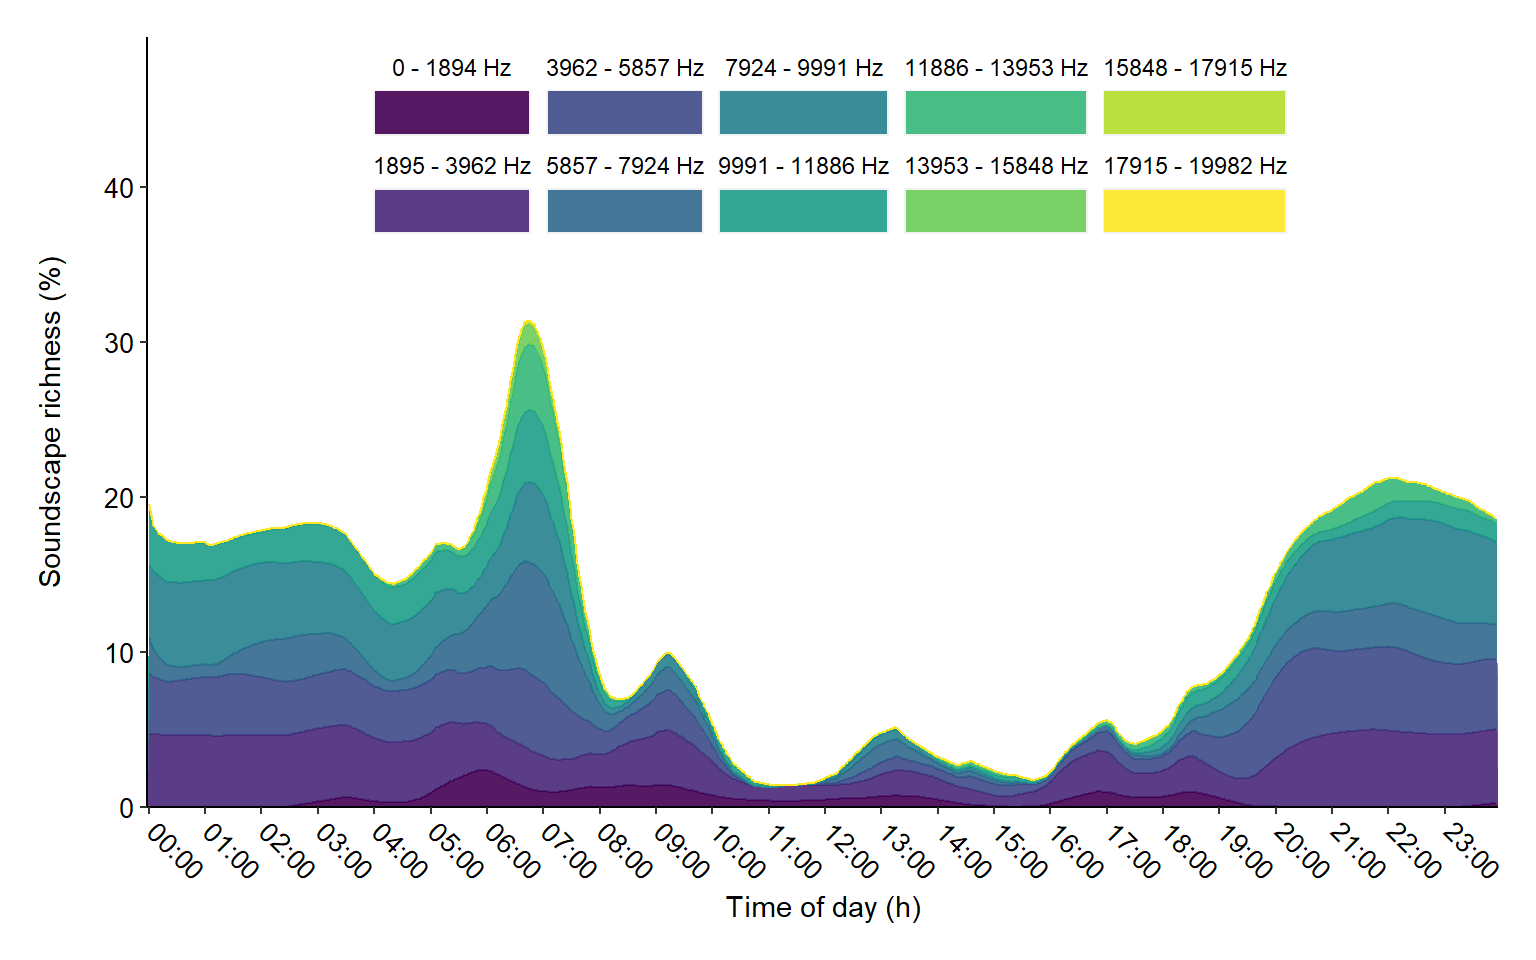 0 - 1894 Hz 3962 - 5857 Hz 7924 - 9991 Hz 11886 - 13953 Hz 15848 - 17915 Hz
1895 - 3962 Hz 5857 - 7924 Hz 9991 - 11886 Hz 13953 - 15848 Hz 17915 - 19982 Hz
Soundscape richness (%)
40
30
20
10
0
00:00 01:00 02:00 03:00 04:00 05:00 06:00 07:00 08:00 09:00 10:00 11:00 12:00 13:00 14:00 15:00 16:00 17:00 18:00 19:00 20:00 21:00 22:00 23:00
Time of day (h)